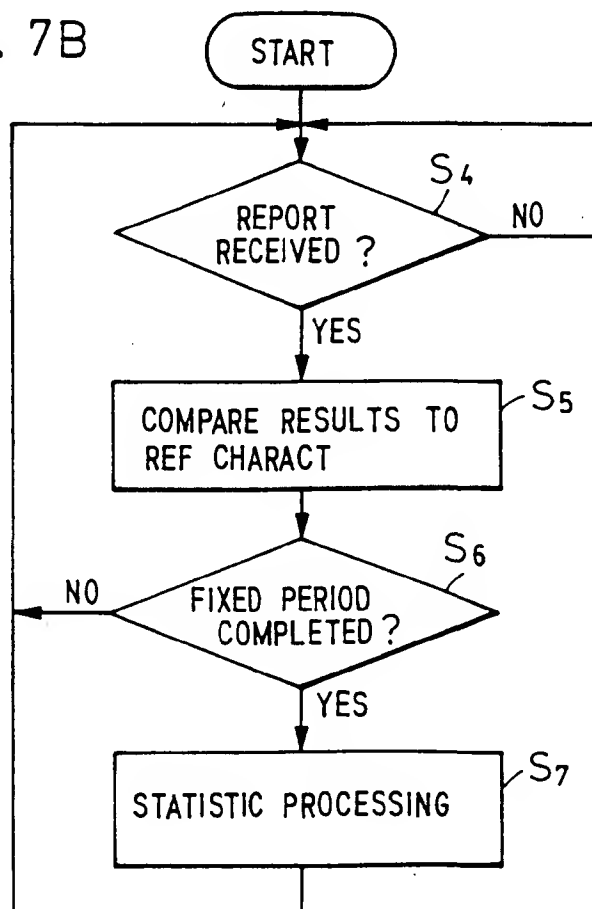 . 7B
START
S4
REPORT
RECEIVED ?
NO
YES
COMPARE RESULTS TO
REF CHARACT
S5
S6
NO
FIXED PERIOD
COMPLETED ?
YES
S7
STATISTIC PROCESSING